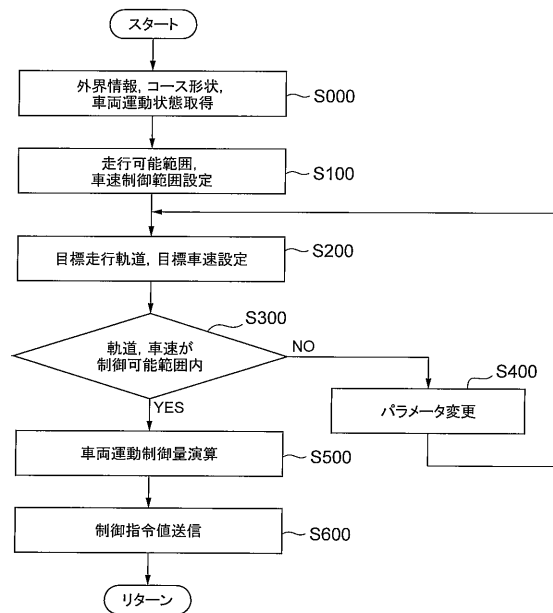 スタート
外界情報, コース形状,
車両運動状態取得
S000
走行可能範囲,
車速制御範囲設定
S100
目標走行軌道, 目標車速設定
S200
軌道, 車速が
制御可能範囲内
S300
NO
YES
パラメータ変更
S400
車両運動制御量演算
S500
制御指令値送信
S600
リターン